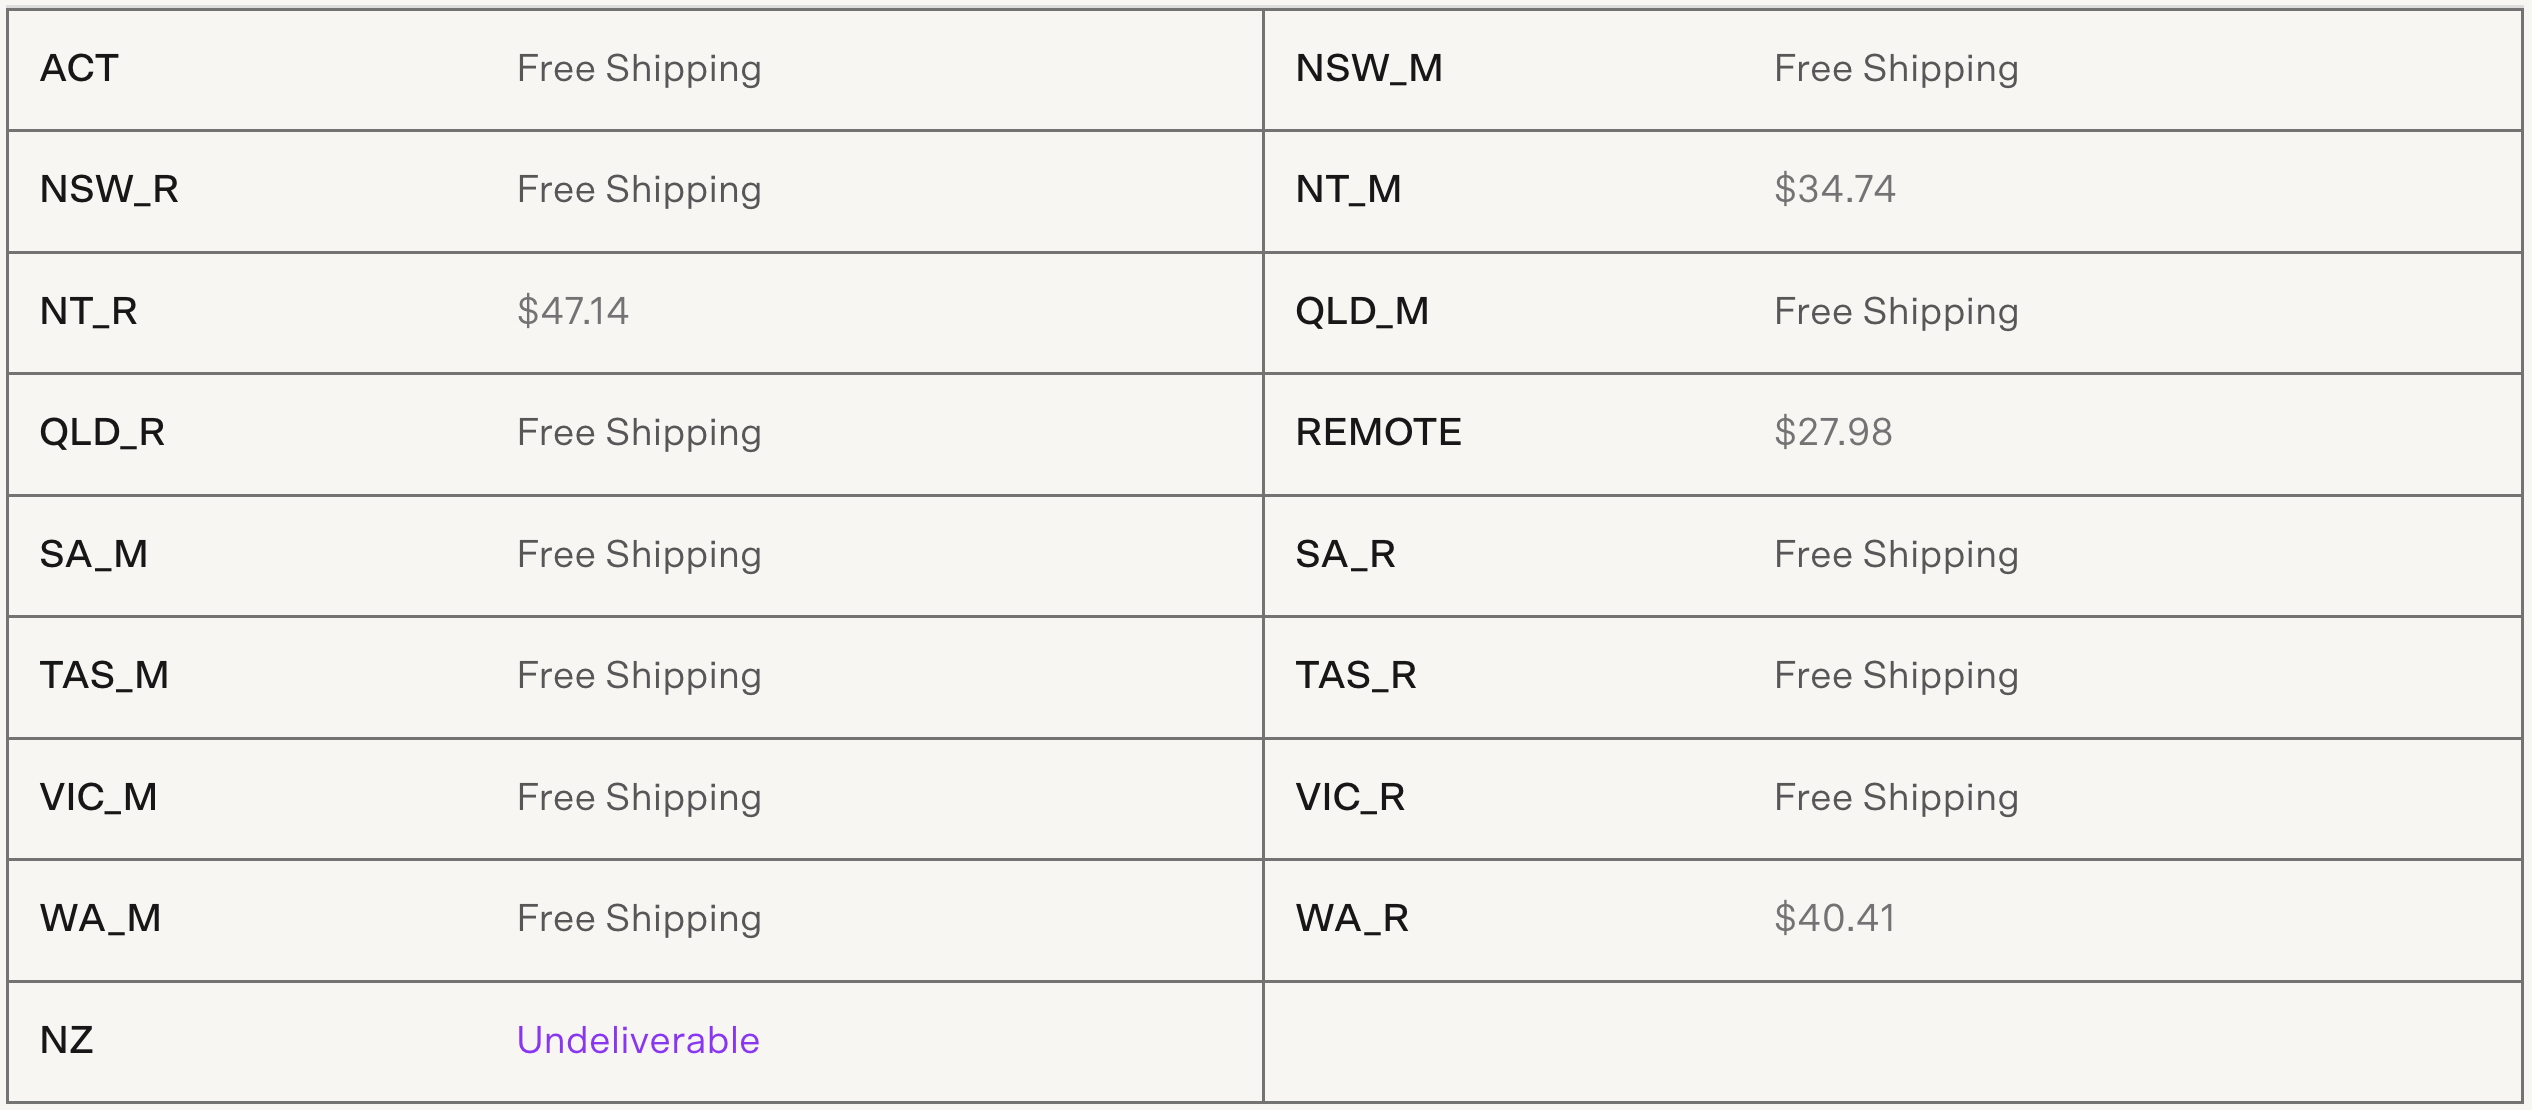 ACT Free Shipping NSW_M Free Shipping
NSW_R Free Shipping NT_M $34.74
NT_R $47.14 QLD_M Free Shipping
QLD_R Free Shipping REMOTE $27.98
SA_M Free Shipping SA_R Free Shipping
TAS_M Free Shipping TAS_R Free Shipping
VIC_M Free Shipping VIC_R Free Shipping
WA_M Free Shipping WA_R $40.41
NZ Undeliverable